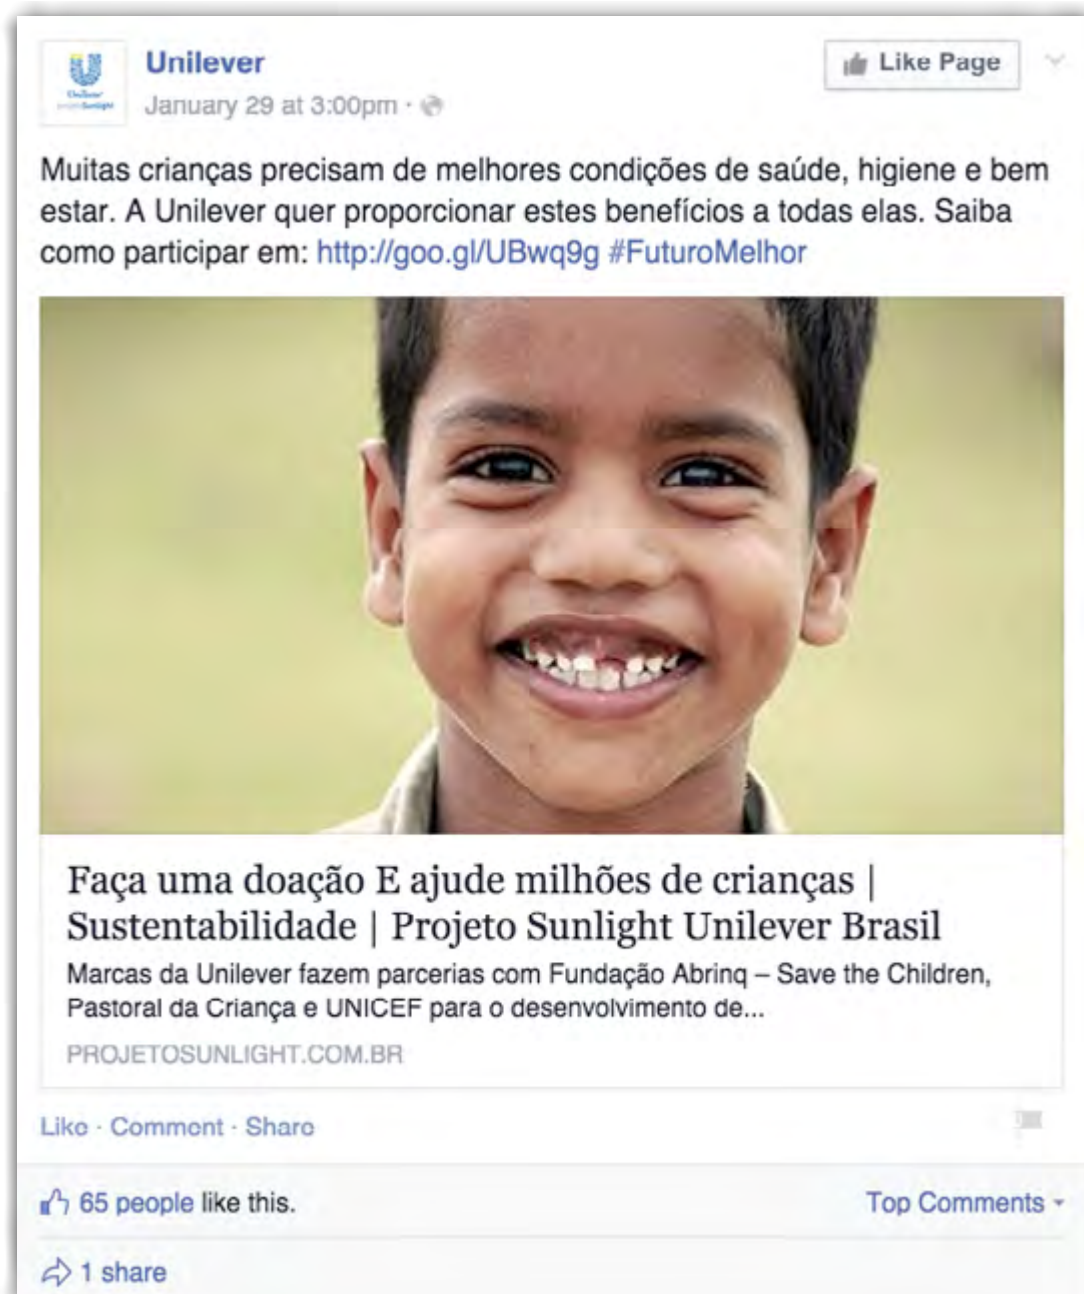 Unilever
Like Page
January 29 at 3:00pm ·
Unilever
projeto Sunlight
Muitas crianças precisam de melhores condições de saúde, higiene e bem
estar. A Unilever quer proporcionar estes benefícios a todas elas. Saiba
como participar em: http://goo.gl/UBwq9g #FuturoMelhor
Faça uma doação E ajude milhões de crianças |
Sustentabilidade | Projeto Sunlight Unilever Brasil
Marcas da Unilever fazem parcerias com Fundação Abrinq – Save the Children,
Pastoral da Criança e UNICEF para o desenvolvimento de...
PROJETOSUNLIGHT.COM.BR
Like · Comment · Share
65 people like this.
Top Comments
1 share